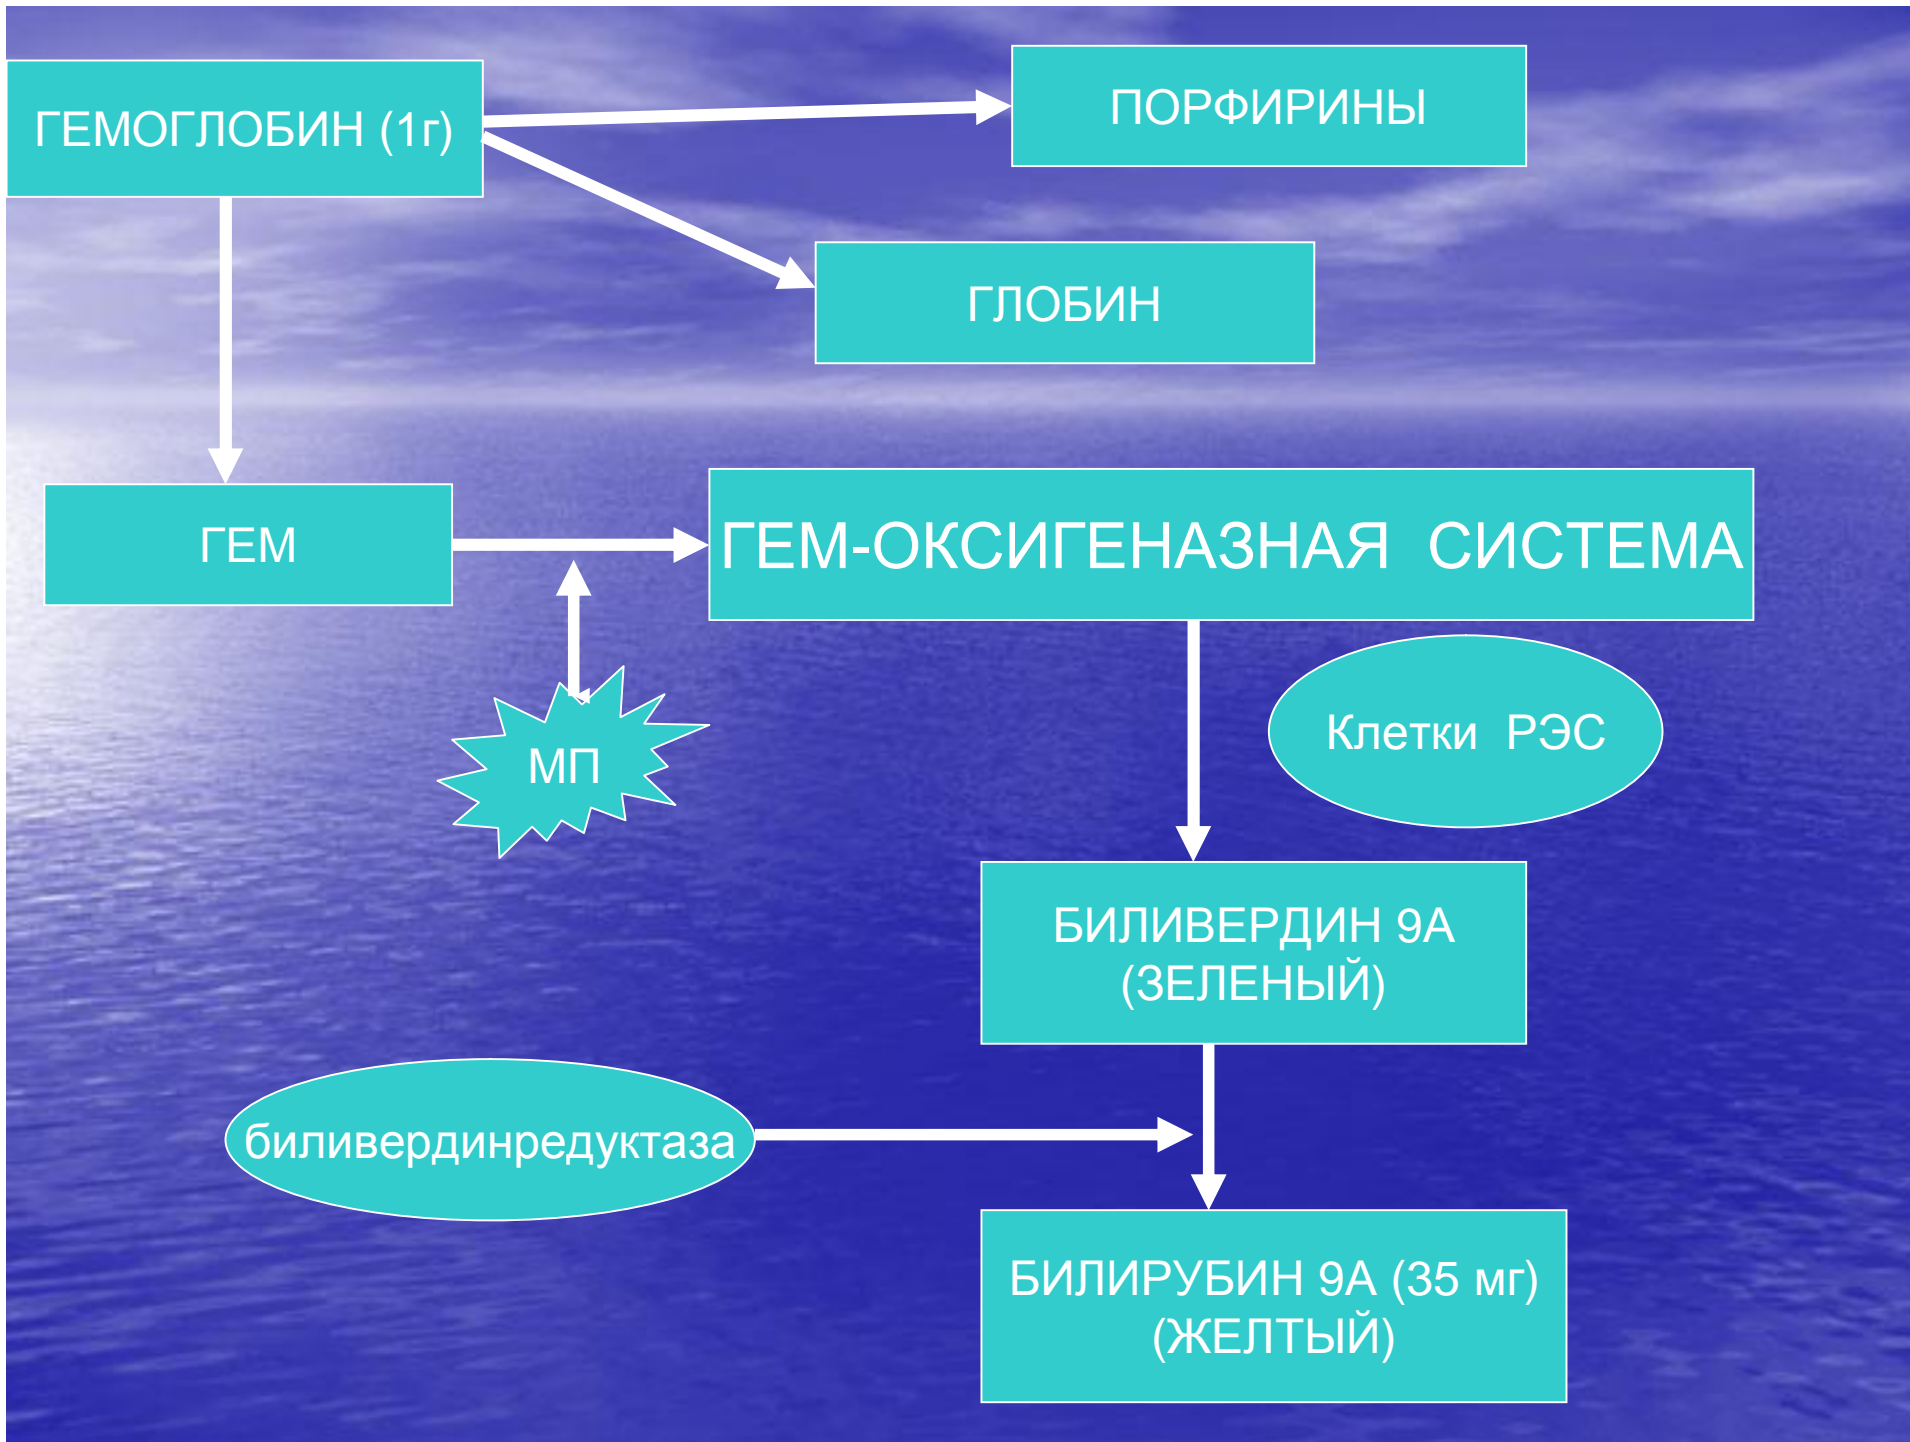 ГЕМОГЛОБИН (1г)
ПОРФИРИНЫ
ГЛОБИН
ГЕМ
ГЕМ-ОКСИГЕНАЗНАЯ СИСТЕМА
МП
Клетки РЭС
БИЛИВЕРДИН 9А
(ЗЕЛЕНЫЙ)
биливердинредуктаза
БИЛИРУБИН 9А (35 мг)
(ЖЕЛТЫЙ)